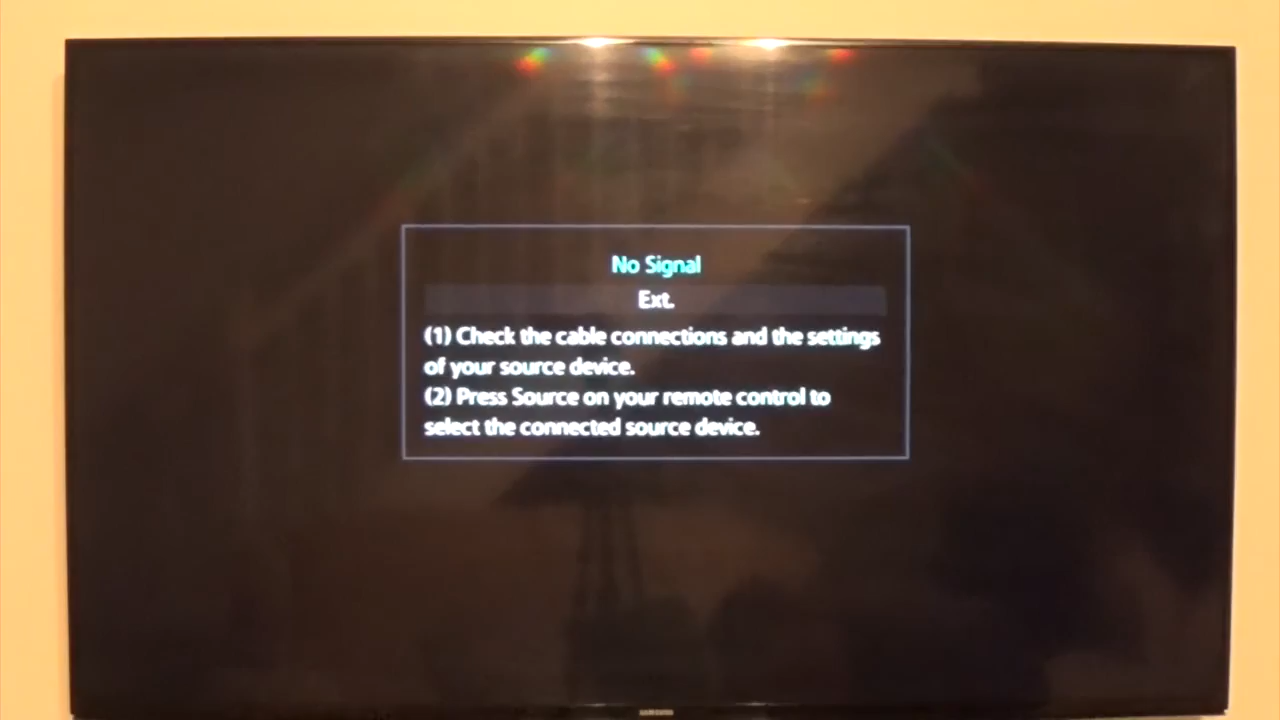 No Signal
Ext.
(1) Check the cable connections and the settings
of your source device.
(2) Press Source on your remote control to
select the connected source device.